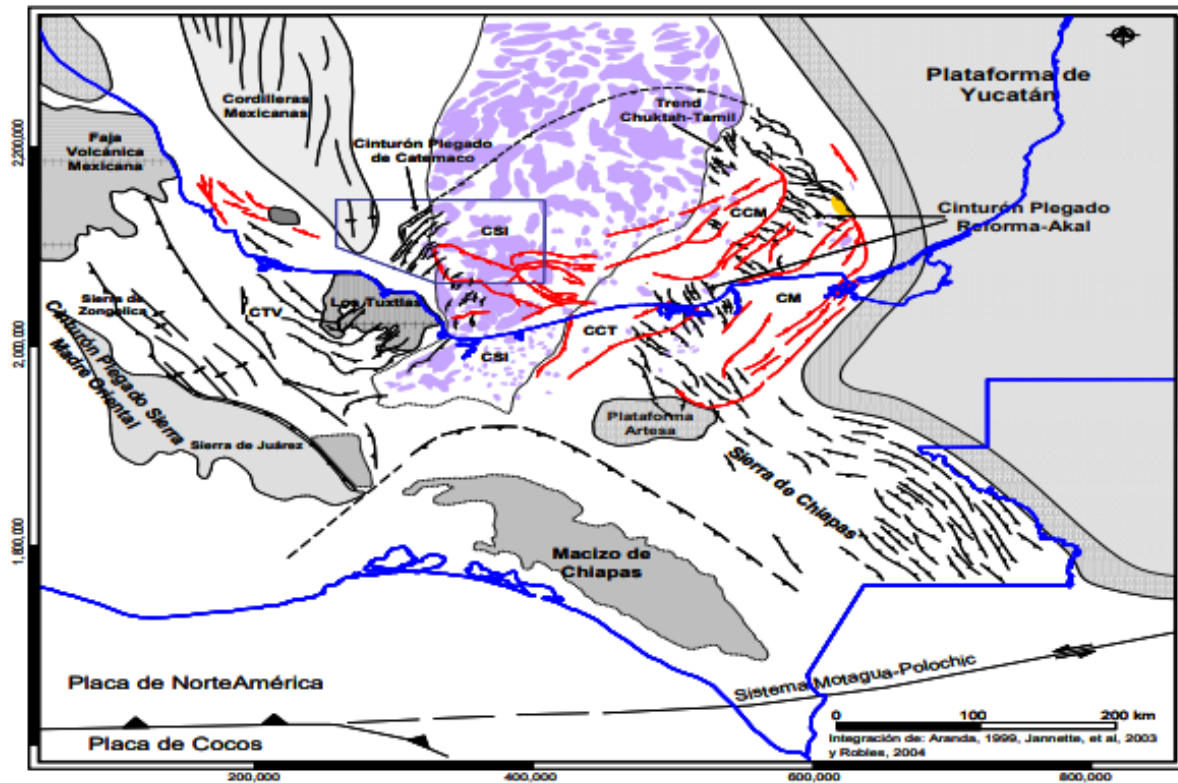 Plataforma de
Yucatán
Cordilleras
Mexicanas
Trend
Chuktah-Tamil
Faja
Volcánica
Mexicana
Cinturón Plegado
de Catemaco
2,200,000
CCM
Cinturón Plegado
Reforma-Akal
CSI
Sierra de
Zongolica
CTV
Los Tuxtlas
CM
CCT
2,000,000
CSI
Cinturón Plegado Sierra
Madre Oriental
Plataforma
Artesa
Sierra de Juárez
Sierra de Chiapas
1,800,000
Macizo de
Chiapas
Placa de NorteAmérica
Sistema Motagua-Polochic
Placa de Cocos
0 100 200 km
Integración de: Aranda, 1999, Jannette, et al, 2003
y Robles, 2004
200,000 400,000 600,000 800,000